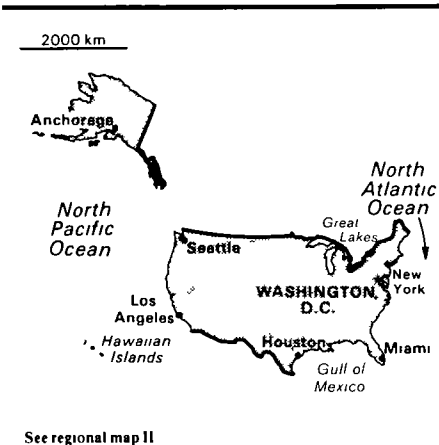 2000 km
Anchorage
North
Atlantic
Ocean
North
Pacific
Ocean
Great
Lakes
Seattle
New
York
WASHINGTON,
D.C.
Los
Angeles
Hawaiian
Islands
Houston
Miami
Gulf of
Mexico
See regional map II